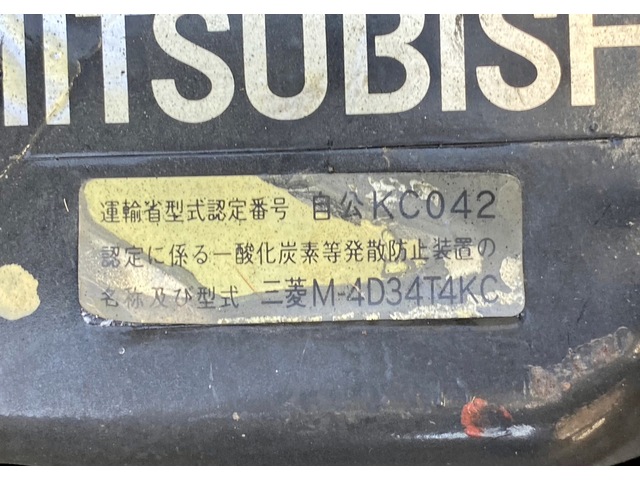 MITSUBISH
運輸省型式認定番号 自公KC042
認定に係る一酸化炭素等発散防止装置の
名称及び型式 三菱M-4D34T4KC